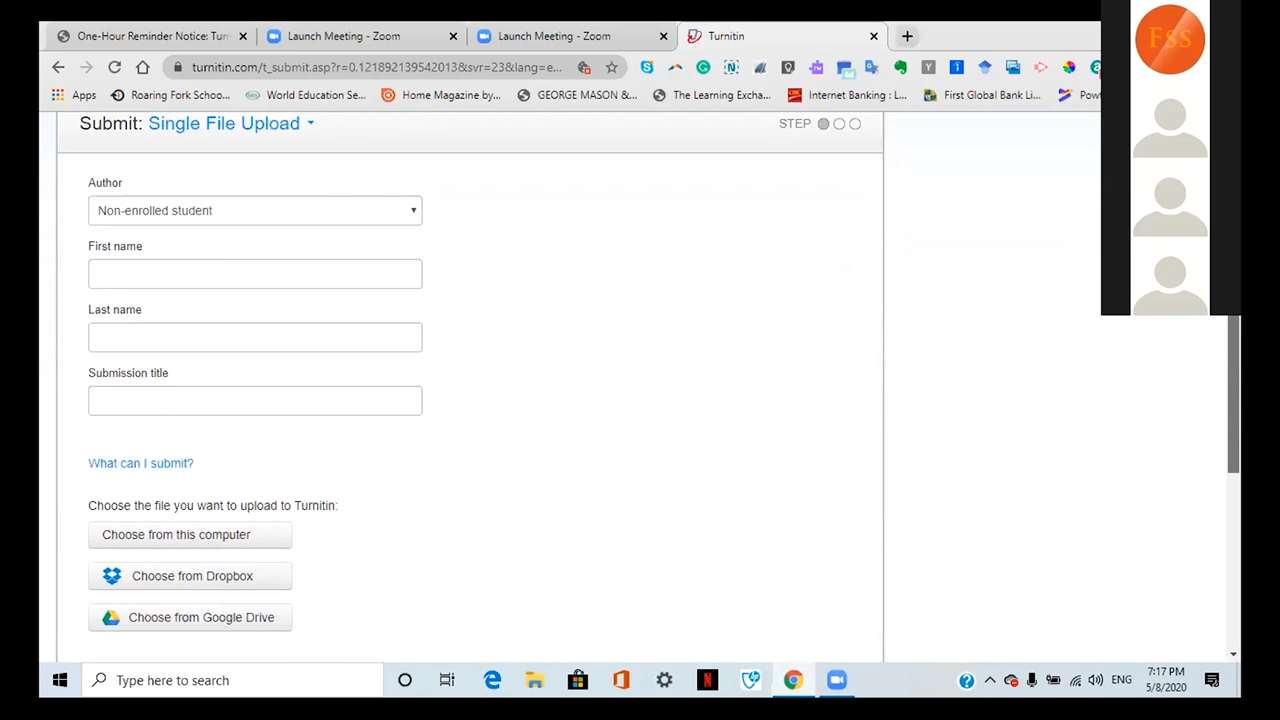 One-Hour Reminder Notice: Turn
Launch Meeting - Zoom
Launch Meeting - Zoom
Turnitin
turnitin.com/t_submit.asp?r=0.121892139542013&svr=23&lang=e...
Apps
Roaring Fork Schoo...
World Education Se...
Home Magazine by...
GEORGE MASON &...
The Learning Excha...
Internet Banking : L...
First Global Bank Li...
Powt
FSS
Submit: Single File Upload
STEP
Author
Non-enrolled student
First name
Last name
Submission title
What can I submit?
Choose the file you want to upload to Turnitin:
Choose from this computer
Choose from Dropbox
Choose from Google Drive
Type here to search
ENG
7:17 PM
5/8/2020